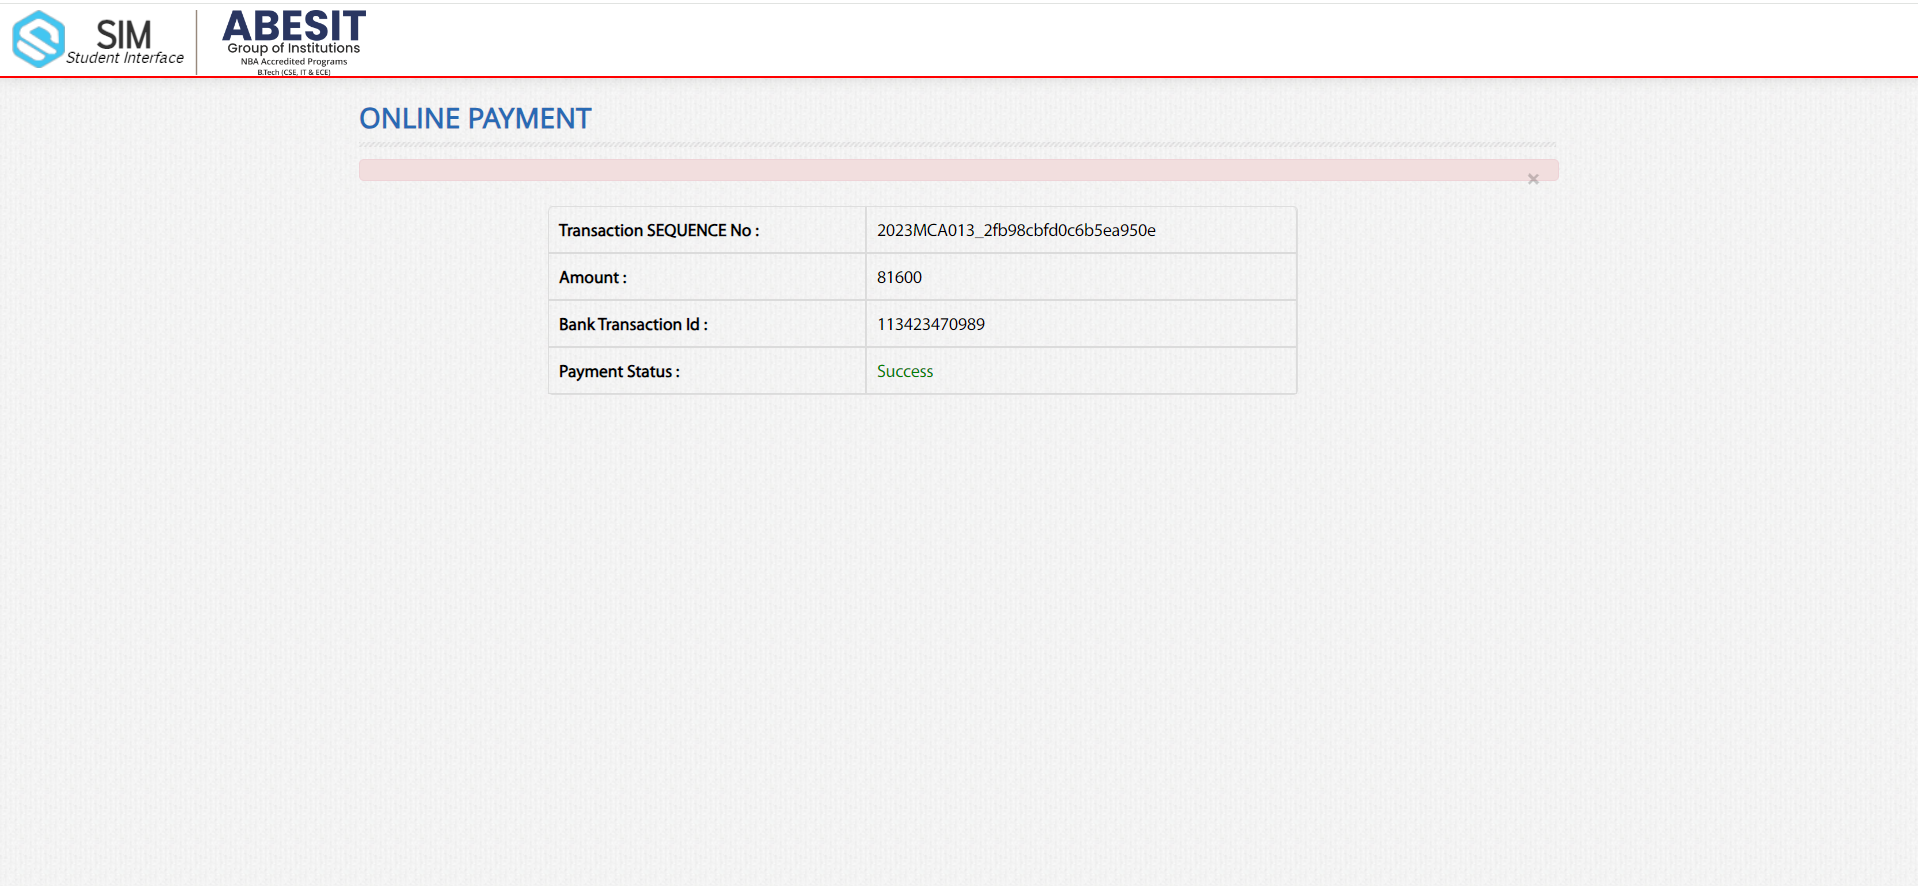 SIM
Student Interface
ABESIT
Group of Institutions
NBA Accredited Programs
B.Tech (CSE, IT & ECE)
ONLINE PAYMENT
×
Transaction SEQUENCE No : 2023MCA013_2fb98cbfd0c6b5ea950e
Amount : 81600
Bank Transaction Id : 113423470989
Payment Status : Success